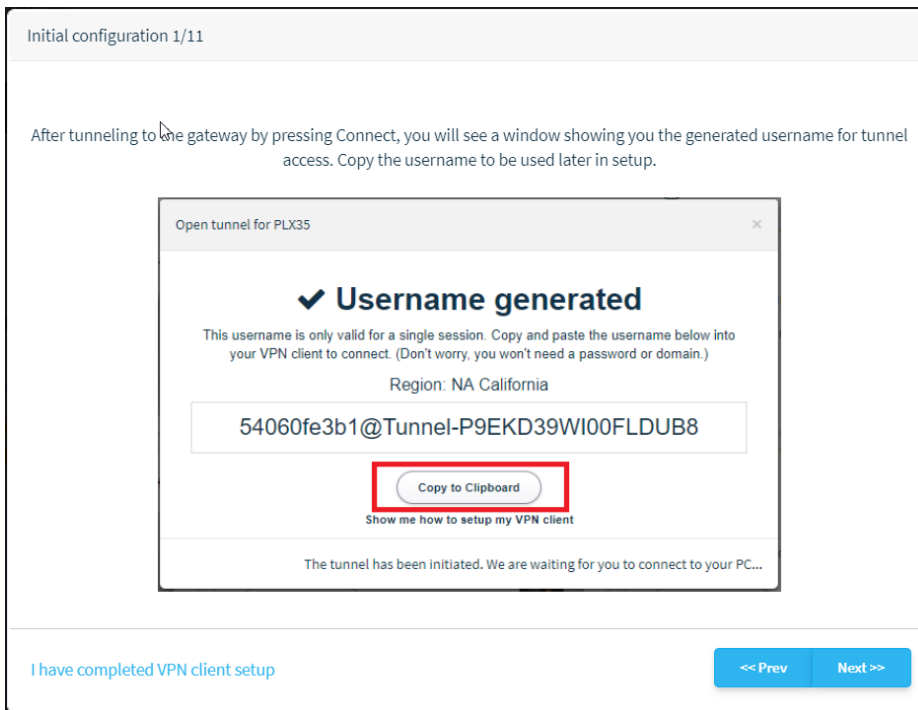 Initial configuration 1/11
After tunneling to the gateway by pressing Connect, you will see a window showing you the generated username for tunnel
access. Copy the username to be used later in setup.
Open tunnel for PLX35
×
✔ Username generated
This username is only valid for a single session. Copy and paste the username below into
your VPN client to connect. (Don't worry, you won't need a password or domain.)
Region: NA California
54060fe3b1@Tunnel-P9EKD39WI00FLDUB8
Copy to Clipboard
Show me how to setup my VPN client
The tunnel has been initiated. We are waiting for you to connect to your PC...
I have completed VPN client setup
<< Prev Next >>